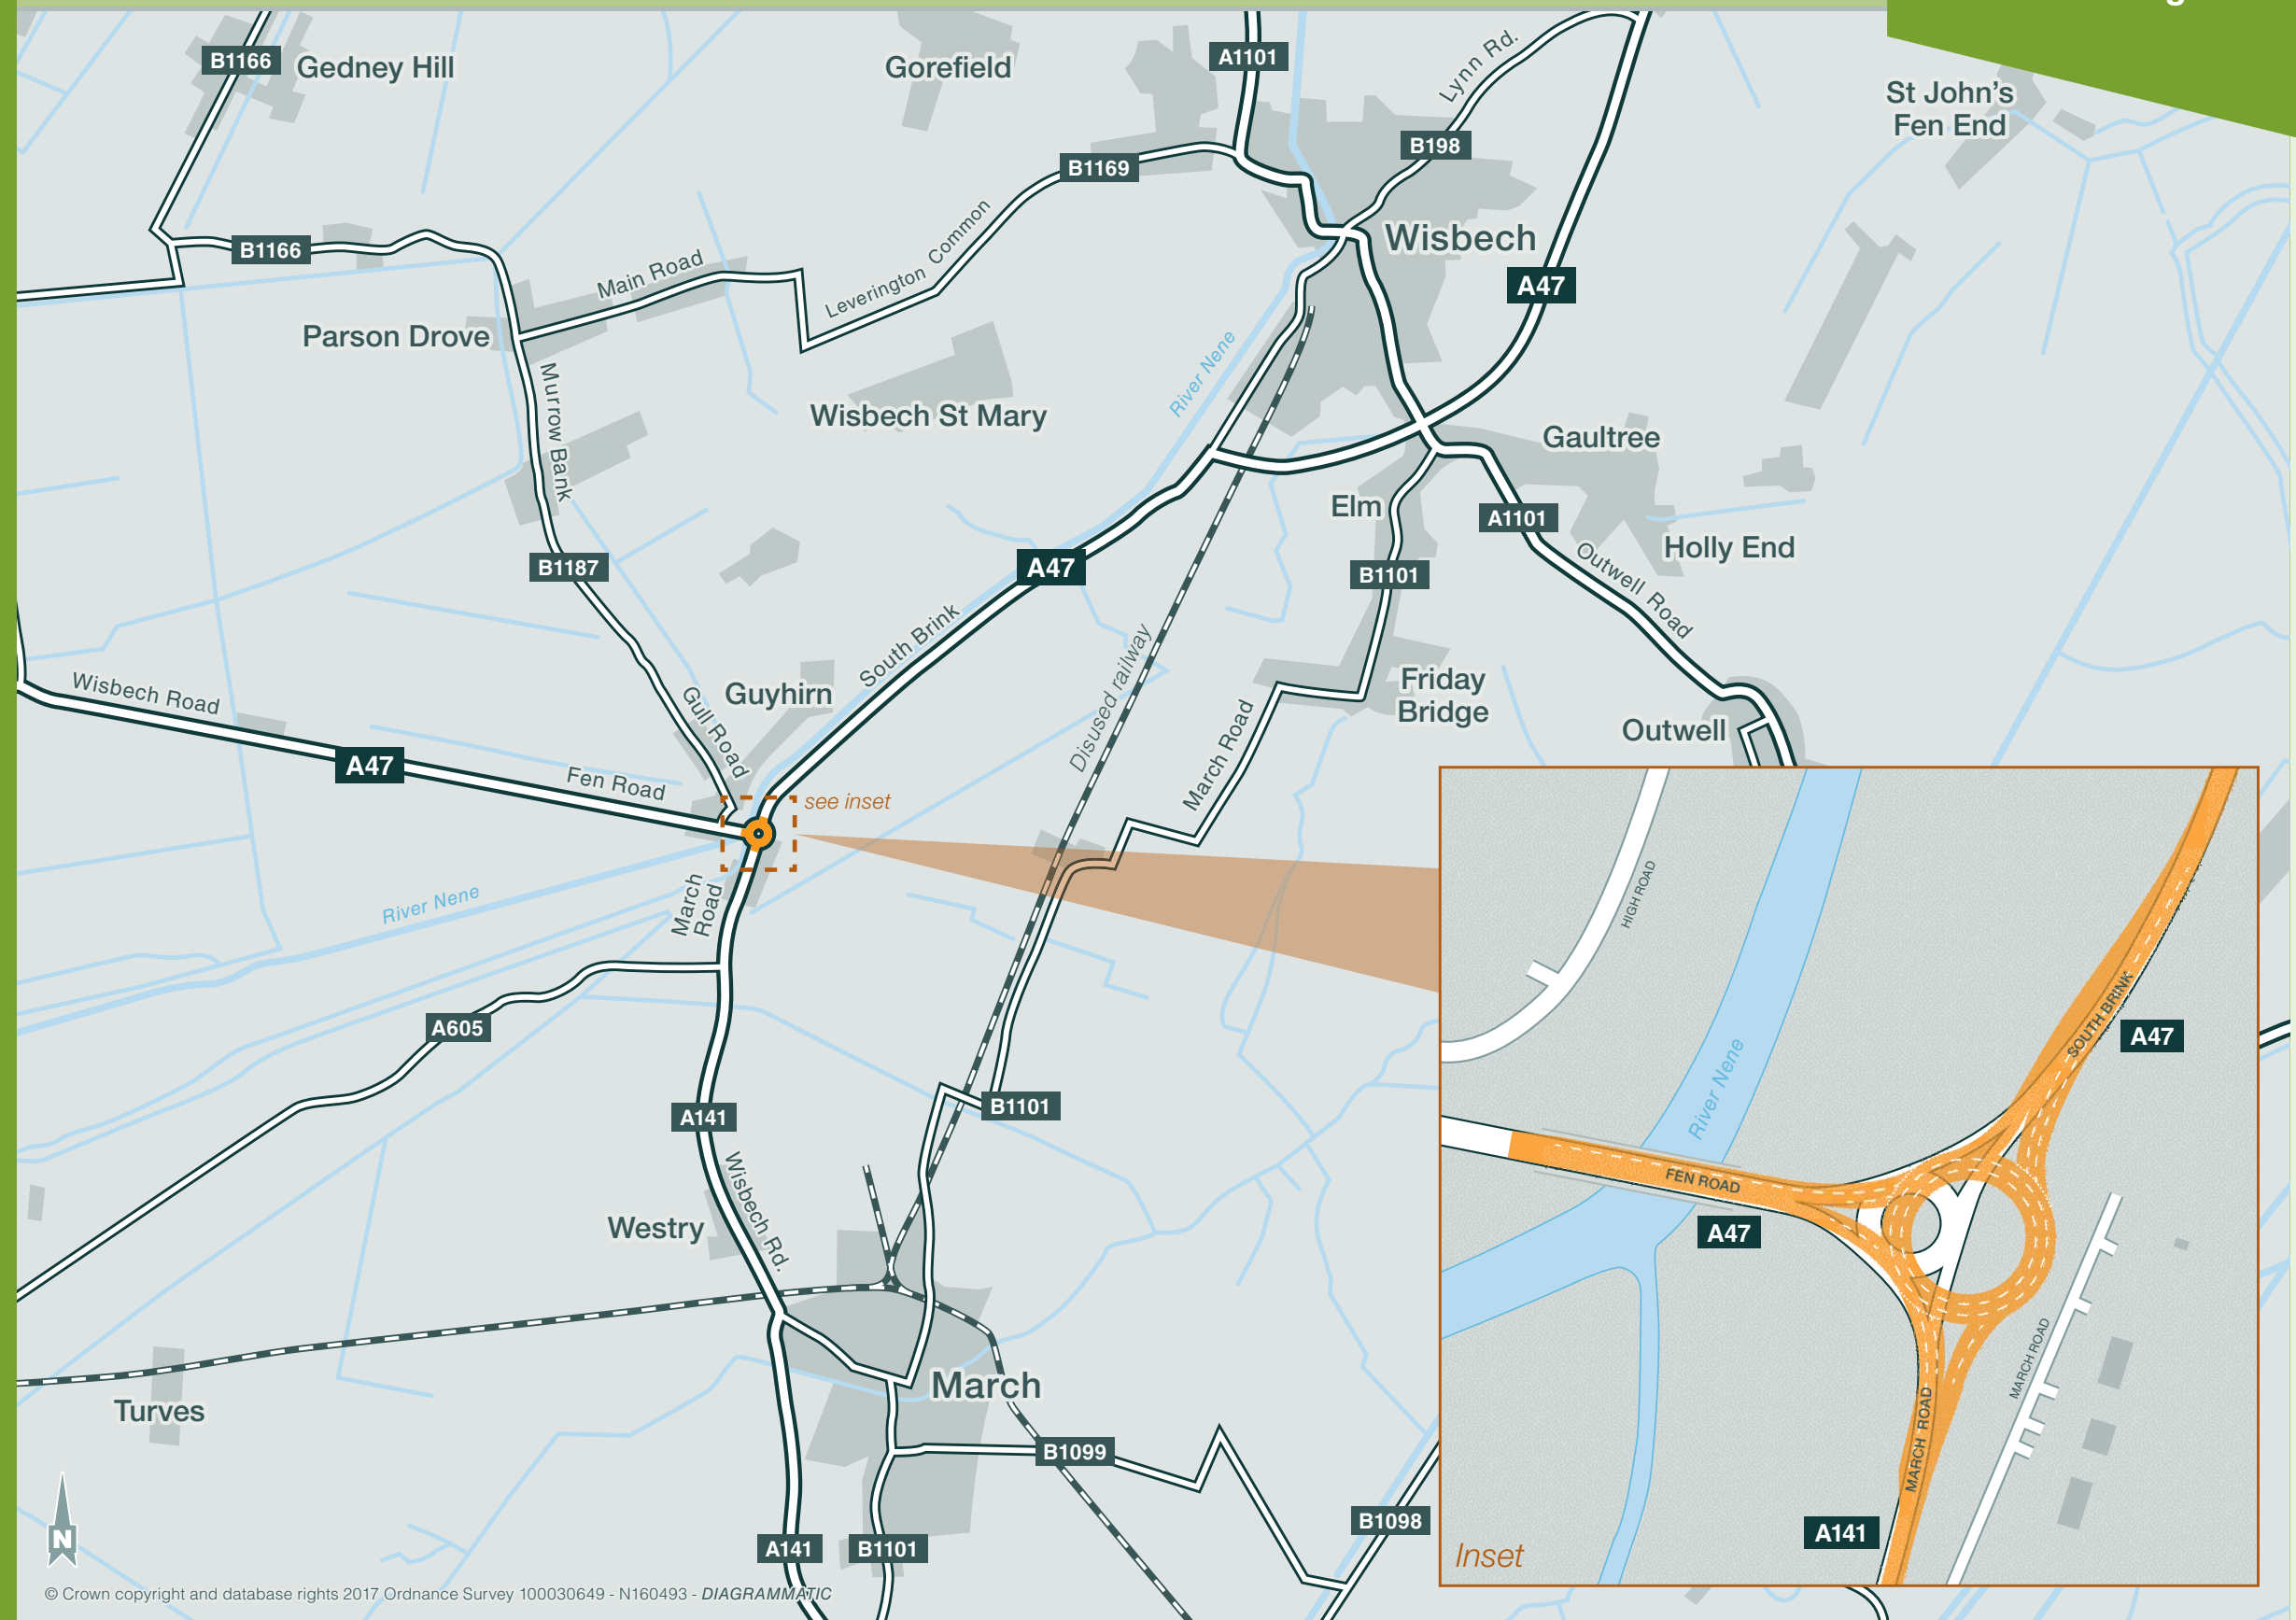 g
B1166
Gedney Hill
Gorefield
A1101
Lynn Rd.
St John's
Fen End
B198
B1169
Leverington Common
Wisbech
B1166
Main Road
A47
Parson Drove
River Nene
Murrow Bank
Wisbech St Mary
Gaultree
Elm
A1101
Holly End
B1187
A47
B1101
Outwell Road
South Brink
Disused railway
Friday
Bridge
Wisbech Road
Gull Road
Guyhirn
March Road
Outwell
A47
Fen Road
see inset
River Nene
March
Road
A605
A141
B1101
Wisbech Rd.
Westry
March
Turves
B1099
B1098
A141
B1101
N
© Crown copyright and database rights 2017 Ordnance Survey 100030649 - N160493 - DIAGRAMMATIC
HIGH ROAD
SOUTH BRINK
A47
River Nene
FEN ROAD
A47
MARCH ROAD
MARCH ROAD
A141
Inset